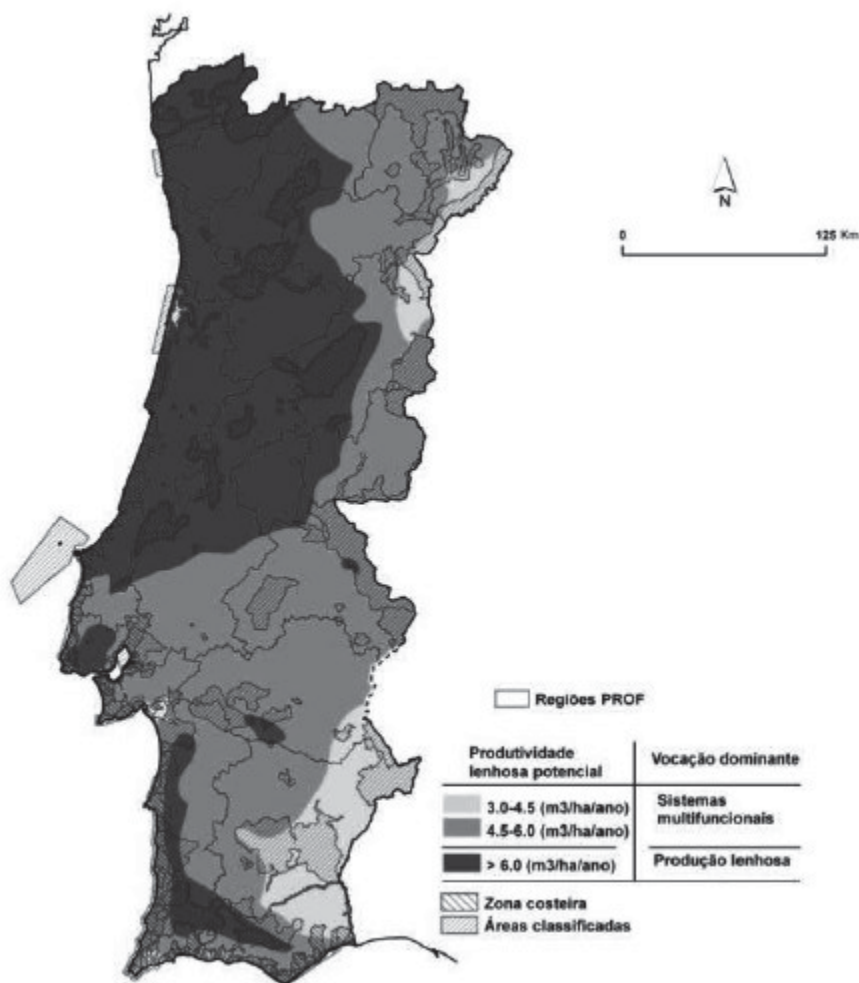 N
0 125 Km
Regiões PROF
Produtividade
lenhosa potencial
Vocação dominante
3.0-4.5 (m3/ha/ano)
4.5-6.0 (m3/ha/ano)
Sistemas
multifuncionais
> 6.0 (m3/ha/ano)
Produção lenhosa
Zona costeira
Áreas classificadas